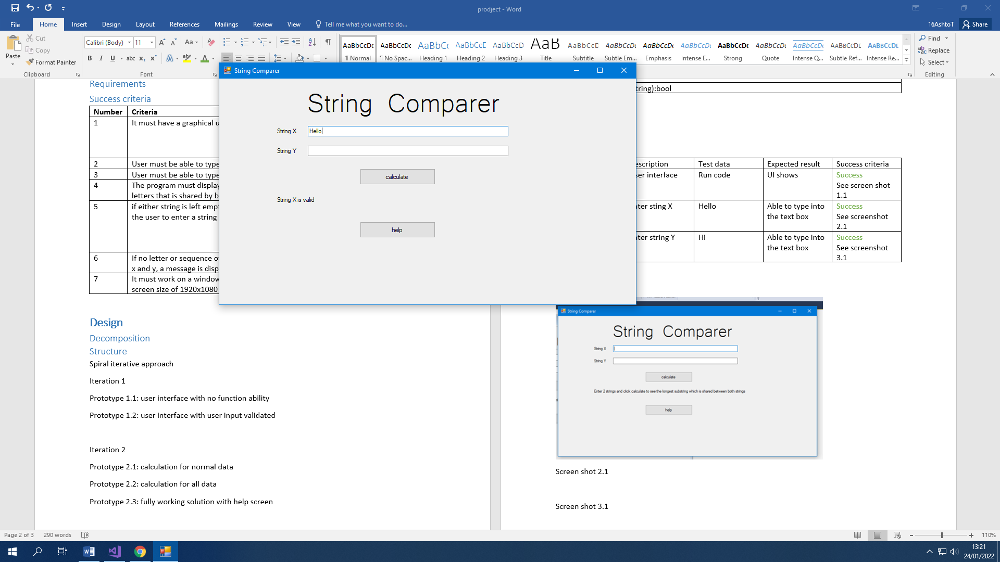 prodject - Word
File Home Insert Design Layout References Mailings Review View Tell me what you want to do... 16AshtoT Share
Paste Cut Copy Format Painter
Calibri (Body) 11
AaBbCcDc AaBbCcDc AaBbCc AaBbCcD AaBbCcD AaB AaBbCcD AaBbCcDc AaBbCcDc AaBbCcDc AaBbCcDc AaBbCcDc AaBbCcDc AABBCCDD AABBCCDD
¶ Normal ¶ No Spac... Heading 1 Heading 2 Heading 3 Title Subtitle Subtle Em... Emphasis Intense E... Strong Quote Intense Q... Subtle Ref... Intense Re...
Find Replace Select
Clipboard Font Editing
Requirements
Success criteria
Number Criteria
1 It must have a graphical u
2 User must be able to type
3 User must be able to type
4 The program must display
letters that is shared by b
5 if either string is left empt
the user to enter a string
6 If no letter or sequence o
x and y, a message is disp
7 It must work on a window
screen size of 1920x1080
Design
Decomposition
Structure
Spiral iterative approach
Iteration 1
Prototype 1.1: user interface with no function ability
Prototype 1.2: user interface with user input validated
Iteration 2
Prototype 2.1: calculation for normal data
Prototype 2.2: calculation for all data
Prototype 2.3: fully working solution with help screen
String Comparer
String Comparer
String X Hello
String Y
calculate
String X is valid
help
tring):bool
escription Test data Expected result Success criteria
ser interface Run code UI shows Success
See screen shot
1.1
nter sting X Hello Able to type into
the text box Success
See screenshot
2.1
nter string Y Hi Able to type into
the text box Success
See screenshot
3.1
String Comparer
String Comparer
String X
String Y
calculate
Enter 2 strings and click calculate to see the longest substring which is shared between both strings
help
Screen shot 2.1
Screen shot 3.1
Page 2 of 3 290 words 110%
13:21
24/01/2022